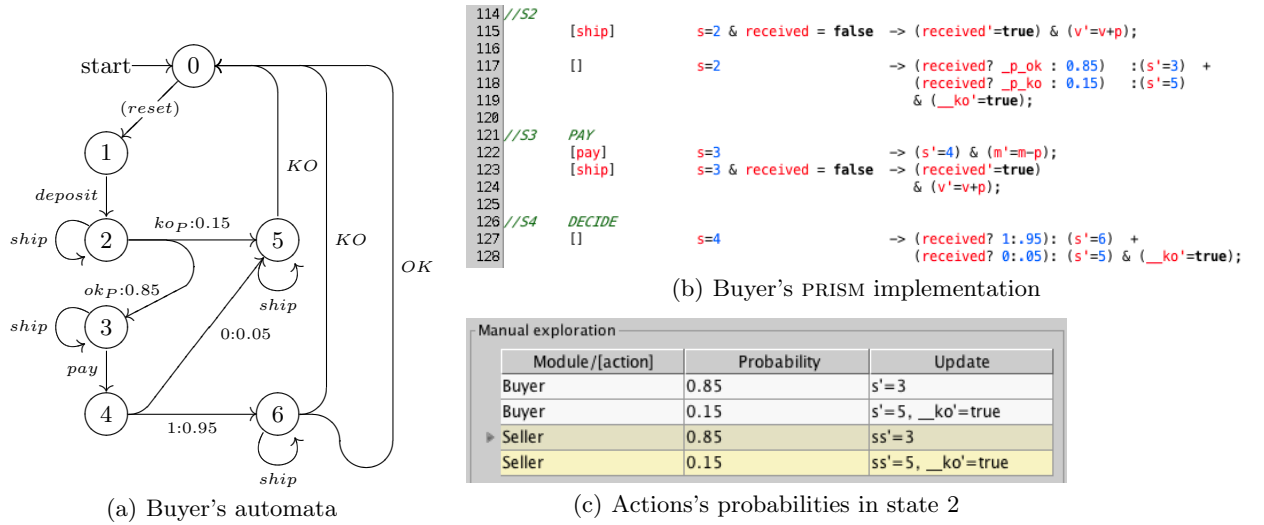 start
0
(reset)
1
deposit
ship
2
ko_P:0.15
5
KO
KO
OK
ship
ok_P:0.85
ship
3
0:0.05
pay
4
1:0.95
6
ship
(a) Buyer's automata
114 //S2
115 [ship] s=2 & received = false -> (received'=true) & (v'=v+p);
116
117 [] s=2 -> (received? _p_ok : 0.85) :(s'=3) +
118 (received? _p_ko : 0.15) :(s'=5)
119 & (__ko'=true);
120
121 //S3 PAY
122 [pay] s=3 -> (s'=4) & (m'=m-p);
123 [ship] s=3 & received = false -> (received'=true)
124 & (v'=v+p);
125
126 //S4 DECIDE
127 [] s=4 -> (received? 1:.95): (s'=6) +
128 (received? 0:.05): (s'=5) & (__ko'=true);
(b) Buyer's PRISM implementation
Manual exploration
Module/[action] Probability Update
Buyer 0.85 s'=3
Buyer 0.15 s'=5, __ko'=true
Seller 0.85 ss'=3
Seller 0.15 ss'=5, __ko'=true
(c) Actions's probabilities in state 2